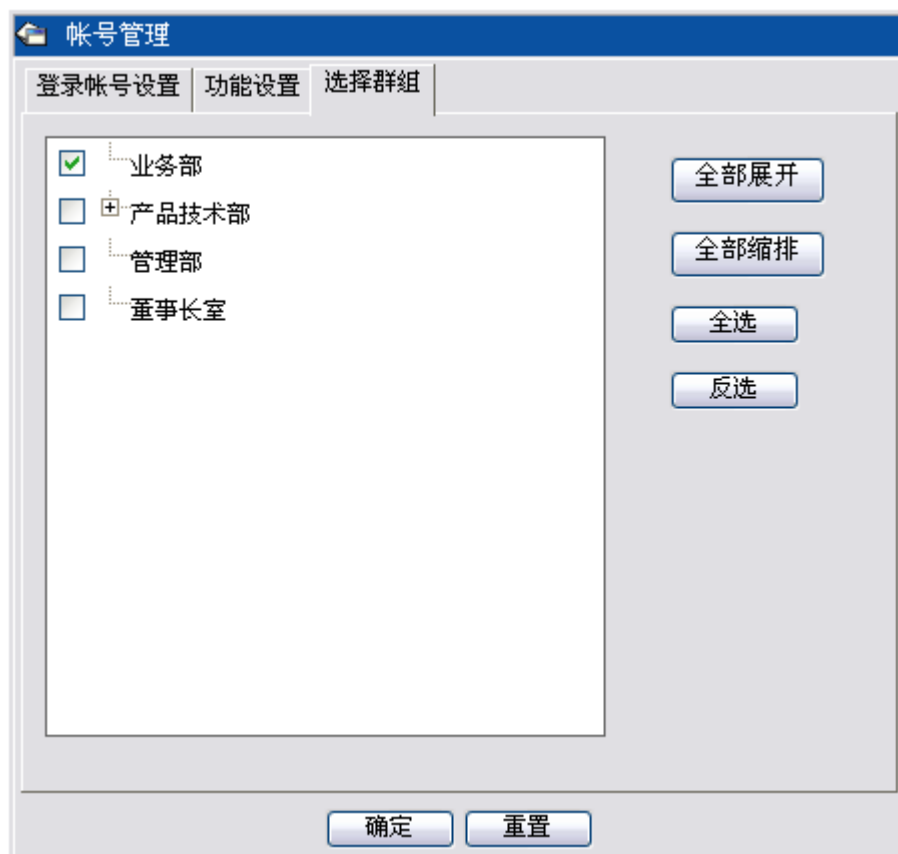 帐号管理
登录帐号设置 功能设置 选择群组
业务部
产品技术部
管理部
董事长室
全部展开
全部缩排
全选
反选
确定 重置